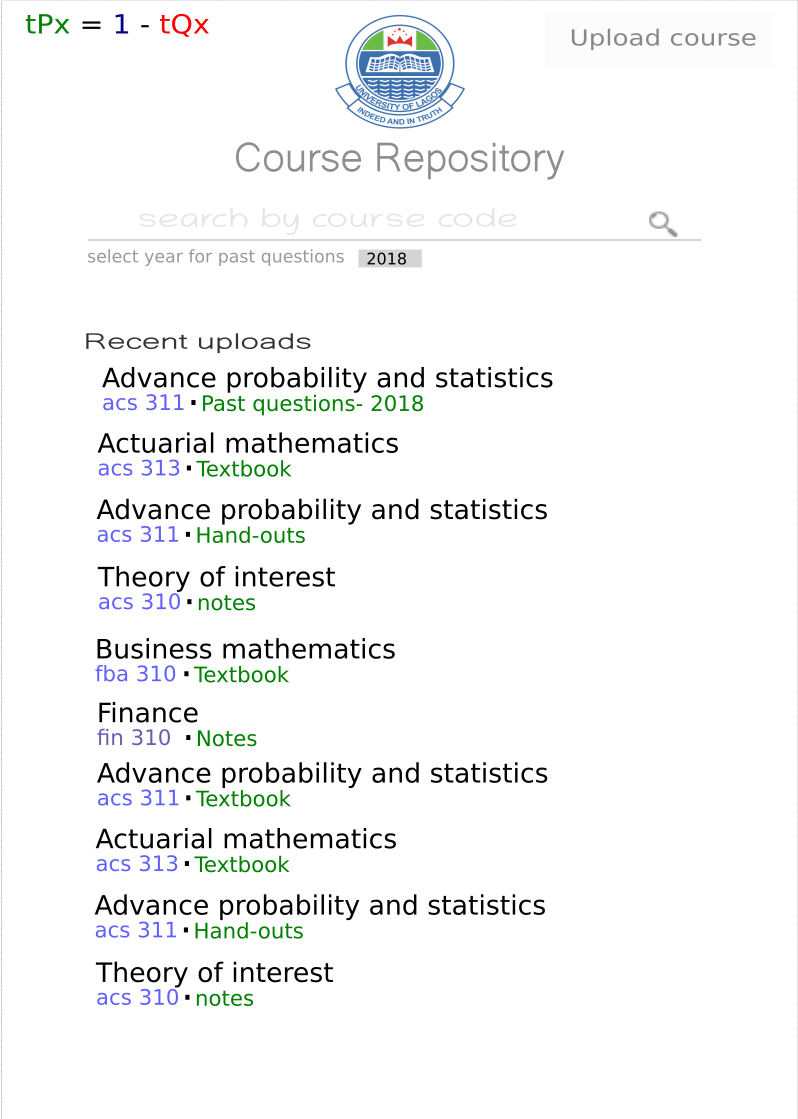 tPx = 1 - tQx
Upload course
UNIVERSITY OF LAGOS
INDEED AND IN TRUTH
Course Repository
search by course code
select year for past questions 2018
Recent uploads
Advance probability and statistics
acs 311 · Past questions- 2018
Actuarial mathematics
acs 313 · Textbook
Advance probability and statistics
acs 311 · Hand-outs
Theory of interest
acs 310 · notes
Business mathematics
fba 310 · Textbook
Finance
fin 310 · Notes
Advance probability and statistics
acs 311 · Textbook
Actuarial mathematics
acs 313 · Textbook
Advance probability and statistics
acs 311 · Hand-outs
Theory of interest
acs 310 · notes